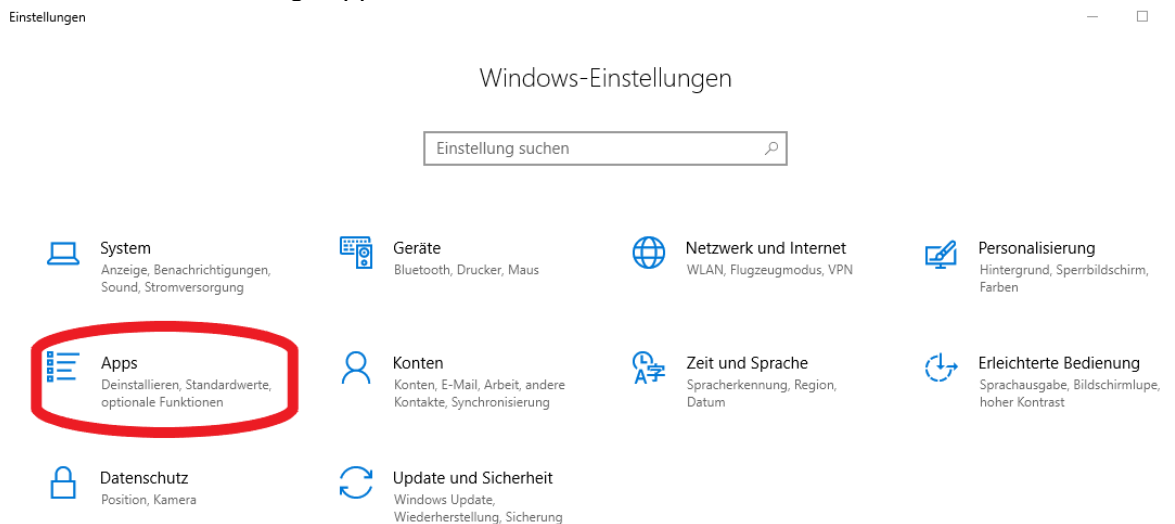 Einstellungen
Windows-Einstellungen
Einstellung suchen
System
Anzeige, Benachrichtigungen,
Sound, Stromversorgung
Geräte
Bluetooth, Drucker, Maus
Netzwerk und Internet
WLAN, Flugzeugmodus, VPN
Personalisierung
Hintergrund, Sperrbildschirm,
Farben
Apps
Deinstallieren, Standardwerte,
optionale Funktionen
Konten
Konten, E-Mail, Arbeit, andere
Kontakte, Synchronisierung
Zeit und Sprache
Spracherkennung, Region,
Datum
Erleichterte Bedienung
Sprachausgabe, Bildschirmlupe,
hoher Kontrast
Datenschutz
Position, Kamera
Update und Sicherheit
Windows Update,
Wiederherstellung, Sicherung